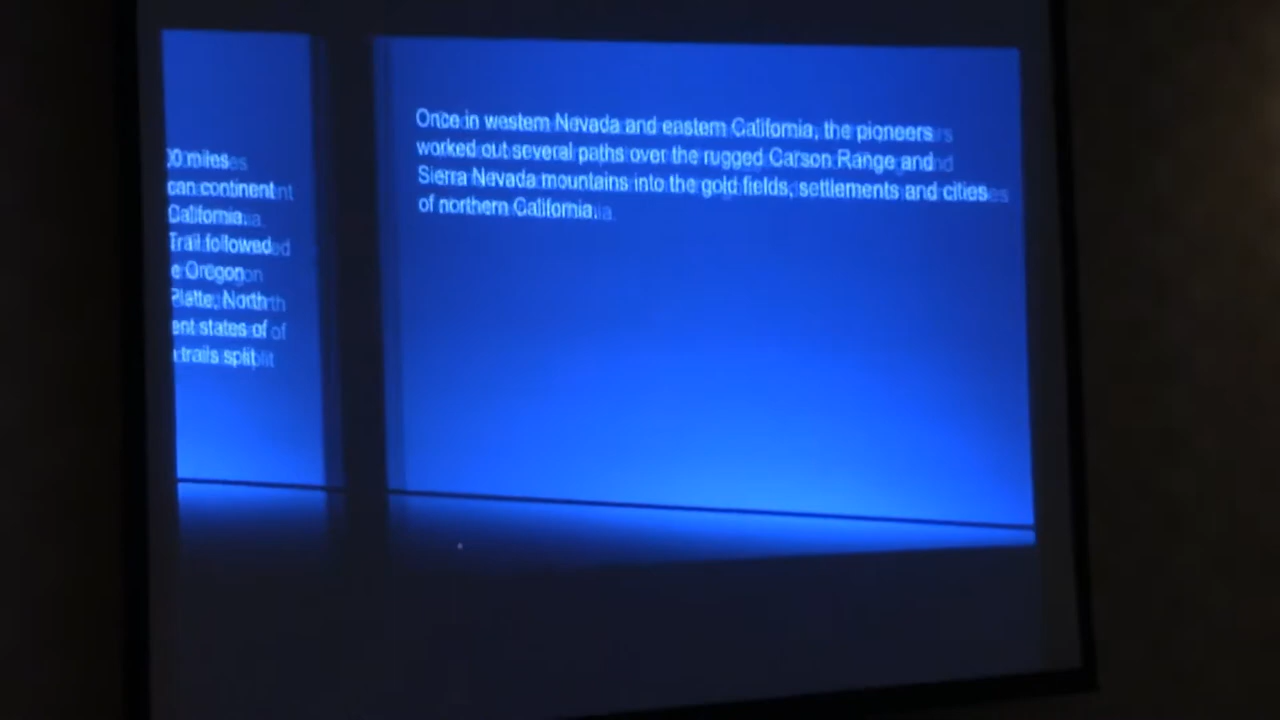 00 miles
can continent
California.
Trail followed
e Oregon
Platte, North
ent states of
trails split
Once in western Nevada and eastern California, the pioneers
worked out several paths over the rugged Carson Range and
Sierra Nevada mountains into the gold fields, settlements and cities
of northern California.